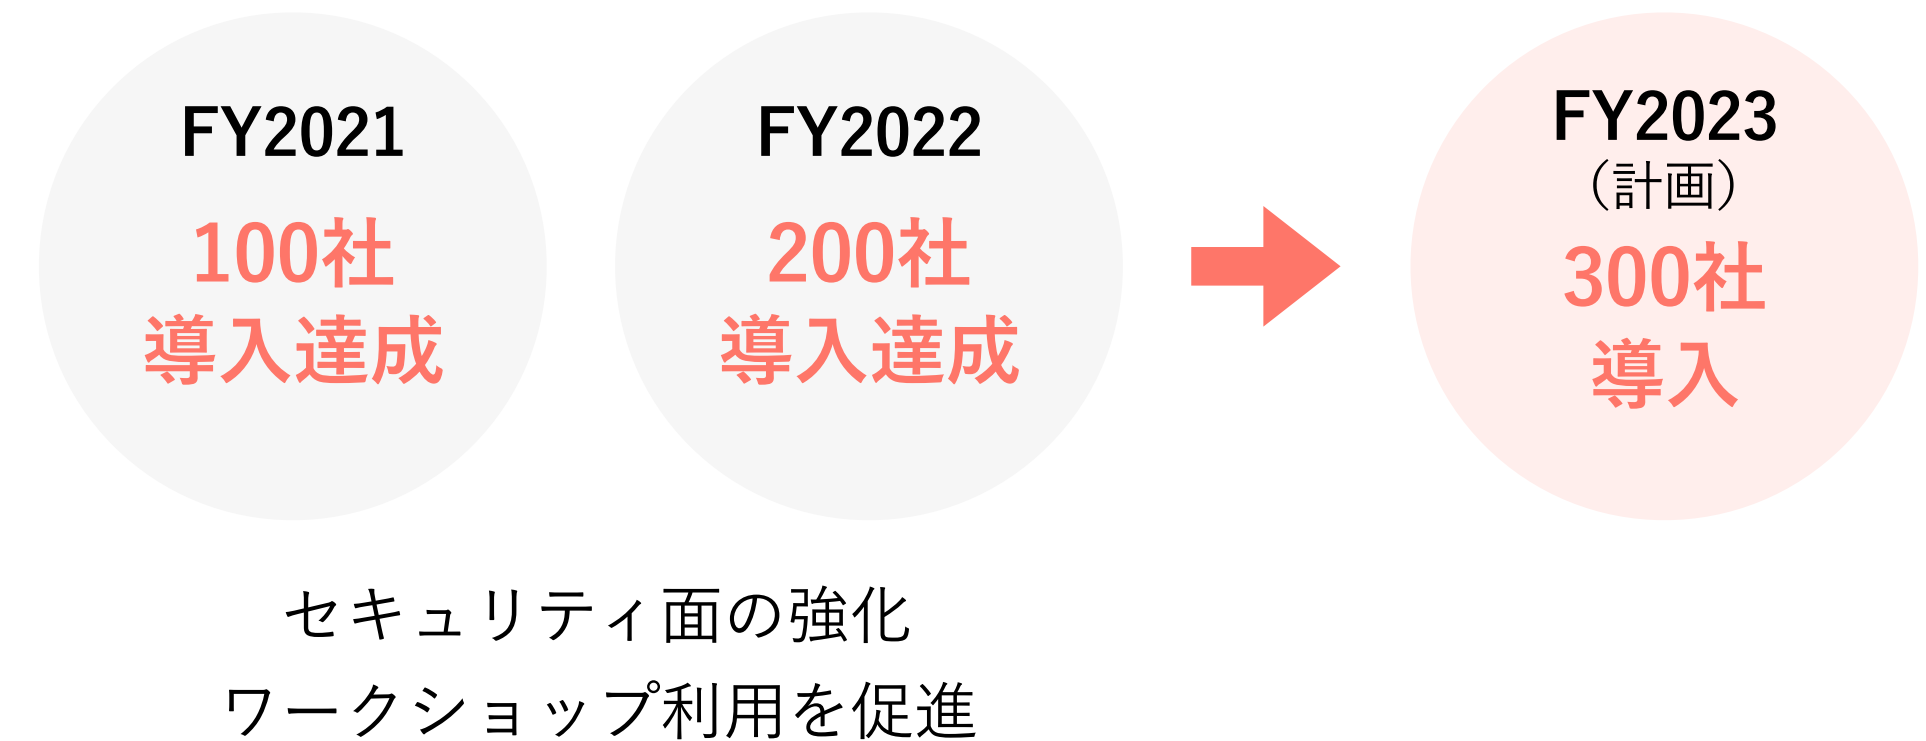 FY2021
100社
導入達成
FY2022
200社
導入達成
FY2023
（計画）
300社
導入
セキュリティ面の強化
ワークショップ利用を促進